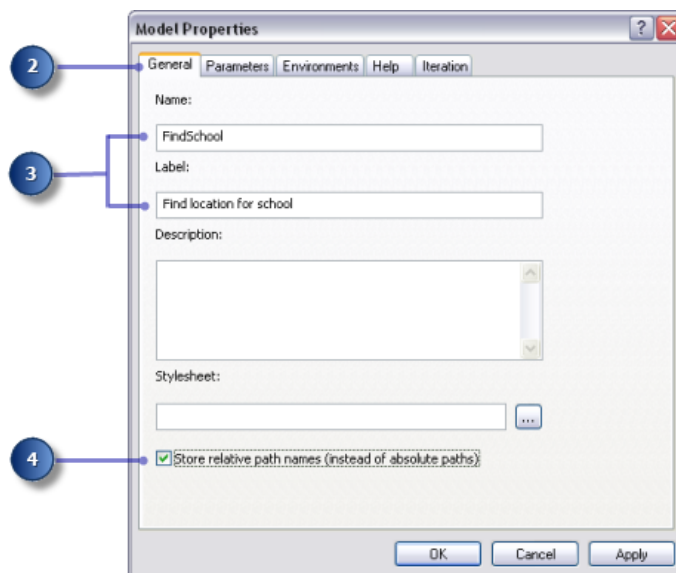 Model Properties
?
2
General Parameters Environments Help Iteration
Name:
FindSchool
3
Label:
Find location for school
Description:
Stylesheet:
...
4
Store relative path names (instead of absolute paths)
OK Cancel Apply